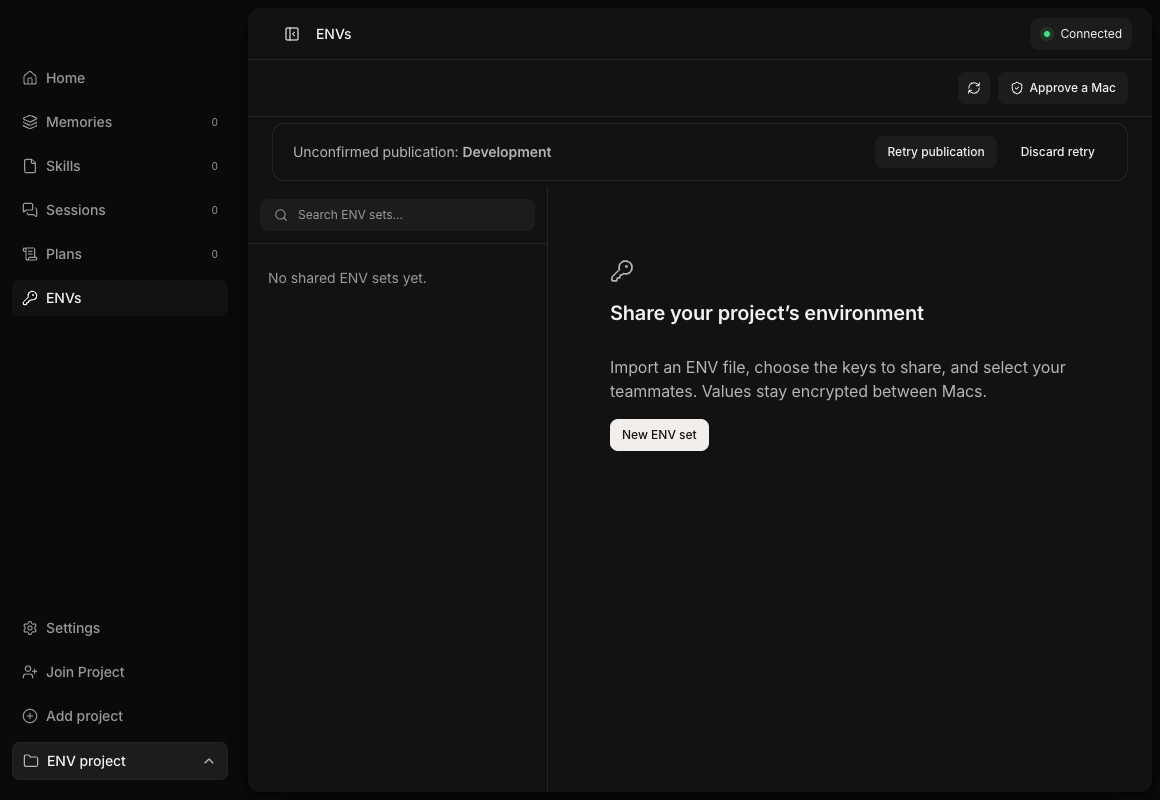 Home
Memories 0
Skills 0
Sessions 0
Plans 0
ENVs
Settings
Join Project
Add project
ENV project
ENVs
Connected
Approve a Mac
Unconfirmed publication: Development
Retry publication
Discard retry
Search ENV sets...
No shared ENV sets yet.
Share your project’s environment
Import an ENV file, choose the keys to share, and select your
teammates. Values stay encrypted between Macs.
New ENV set